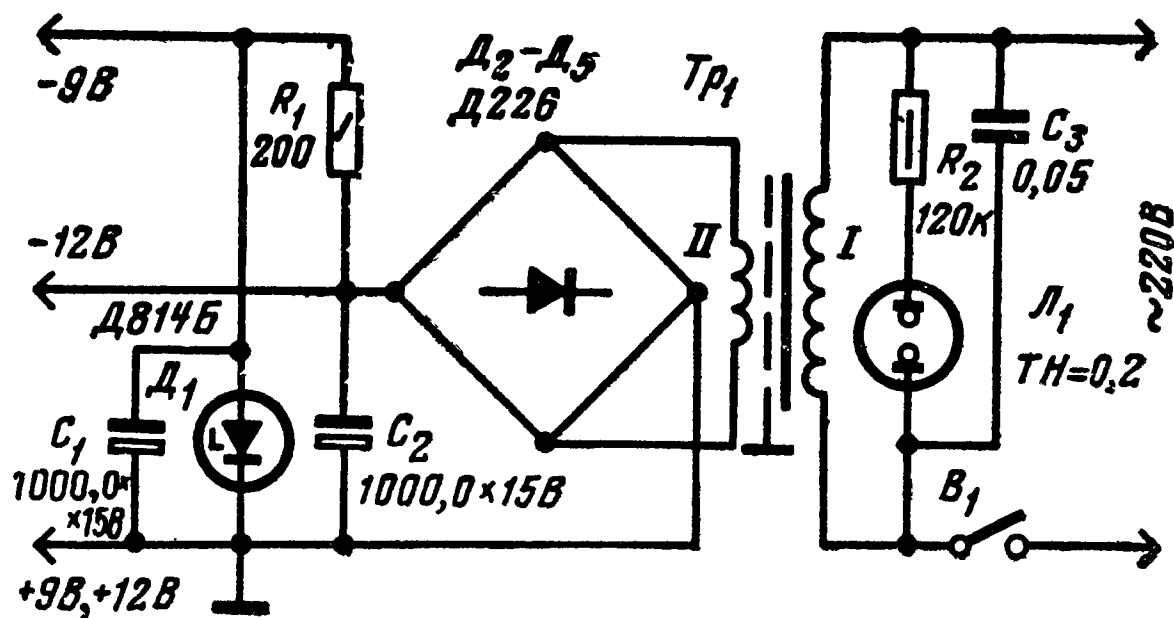 -9В
R₁
200
Д₂-Д₅
Д226
Тр₁
C₃
0,05
R₂
120к
~220В
-12В
II
I
Д814Б
Д₁
Л₁
ТН=0,2
C₁
1000,0×
×15В
C₂
1000,0×15В
В₁
+9В,+12В